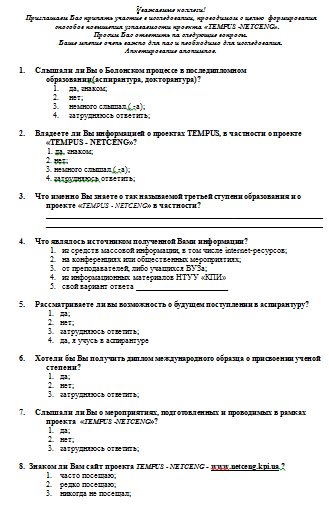 Уважаемые коллеги!
Приглашаем Вас принять участие в исследовании, проводимом с целью формирования
способов повышения узнаваемости проекта «TEMPUS -NETCENG».
Просим Вас ответить на следующие вопросы.
Ваше мнение очень важно для нас и необходимо для исследования.
Анкетирование анонимное.
1. Слышали ли Вы о Болонском процессе в последипломном
образовании(аспирантура, докторантура)?
1. да, знаком;
2. нет;
3. немного слышал.( -а);
4. затрудняюсь ответить;
2. Владеете ли Вы информацией о проектах TEMPUS, в частности о проекте
«TEMPUS - NETCENG»?
1. да, знаком;
2. нет;
3. немного слышал.( -а);
4. затрудняюсь ответить;
3. Что именно Вы знаете о так называемой третьей ступени образования и о
проекте «TEMPUS - NETCENG» в частности?
4. Что являлось источником полученной Вами информации?
1. из средств массовой информации, в том числе internet-ресурсов;
2. на конференциях или общественных мероприятиях;
3. от преподавателей, либо учащихся ВУЗа;
4. из информационных материалов НТУУ «КПИ»
5. свой вариант ответа
5. Рассматриваете ли вы возможность о будущем поступлении в аспирантуру?
1. да;
2. нет;
3. затрудняюсь ответить;
4. да, я учусь в аспирантуре
6. Хотели бы Вы получить диплом международного образца о присвоении ученой
степени?
1. да;
2. нет;
3. затрудняюсь ответить;
7. Слышали ли Вы о мероприятиях, подготовленных и проводимых в рамках
проекта «TEMPUS -NETCENG»?
1. да;
2. нет;
3. затрудняюсь ответить;
8. Знаком ли Вам сайт проекта TEMPUS - NETCENG - www.netceng.kpi.ua ?
1. часто посещаю;
2. редко посещаю;
3. никогда не посещал;